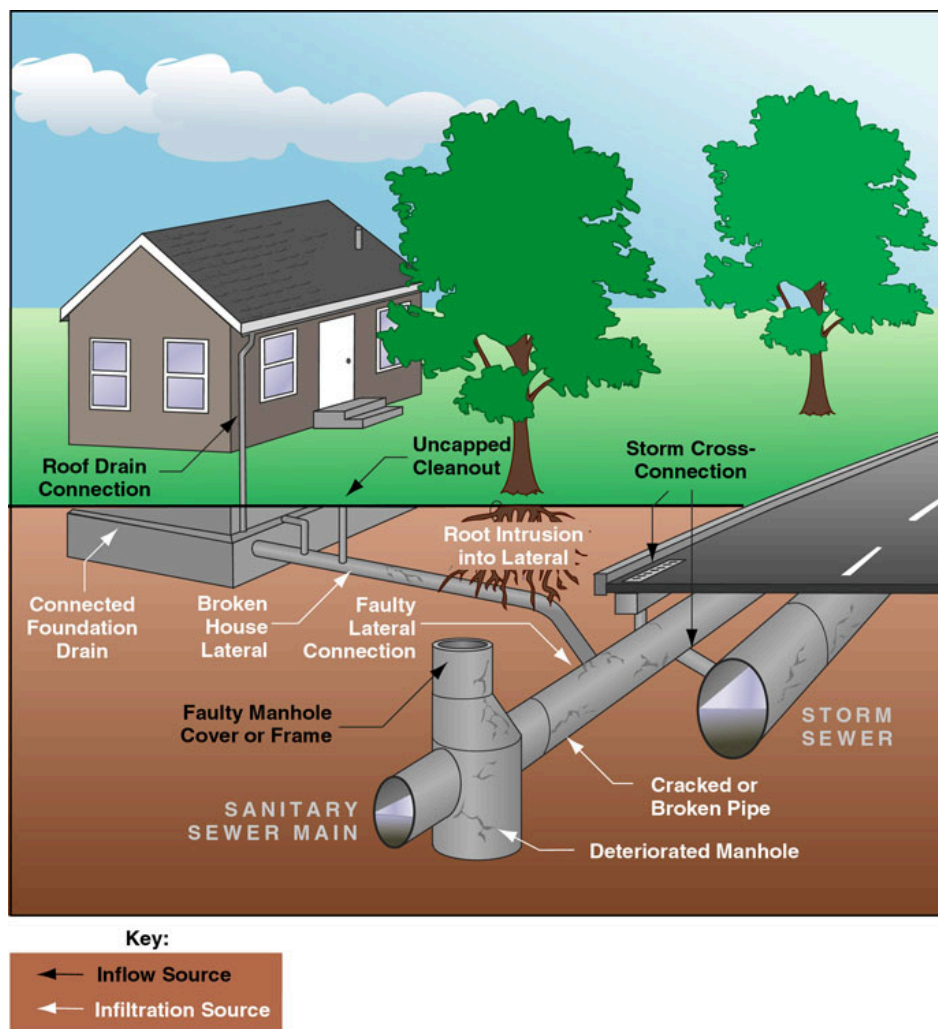 Roof Drain
Connection
Uncapped
Cleanout
Storm Cross-
Connection
Root Intrusion
into Lateral
Connected
Foundation
Drain
Broken
House
Lateral
Faulty
Lateral
Connection
Faulty Manhole
Cover or Frame
STORM
SEWER
Cracked or
Broken Pipe
SANITARY
SEWER MAIN
Deteriorated Manhole
Key:
Inflow Source
Infiltration Source